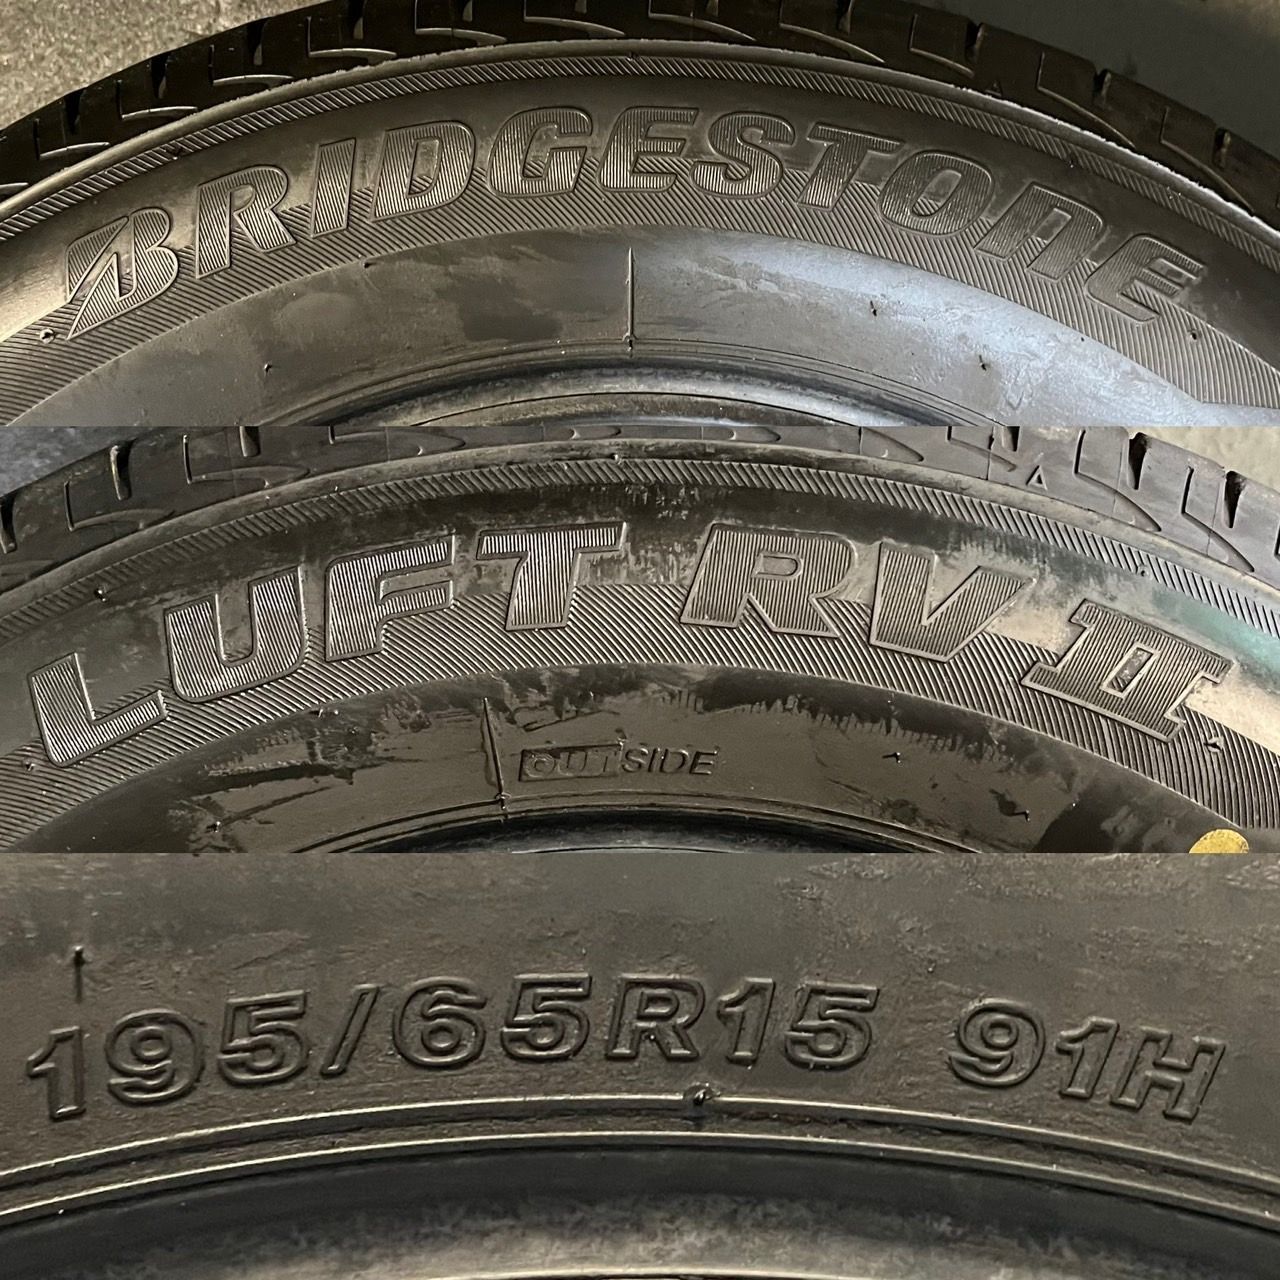 BRIDGESTONE
LUFT RV II
OUTSIDE
195/65R15 91H